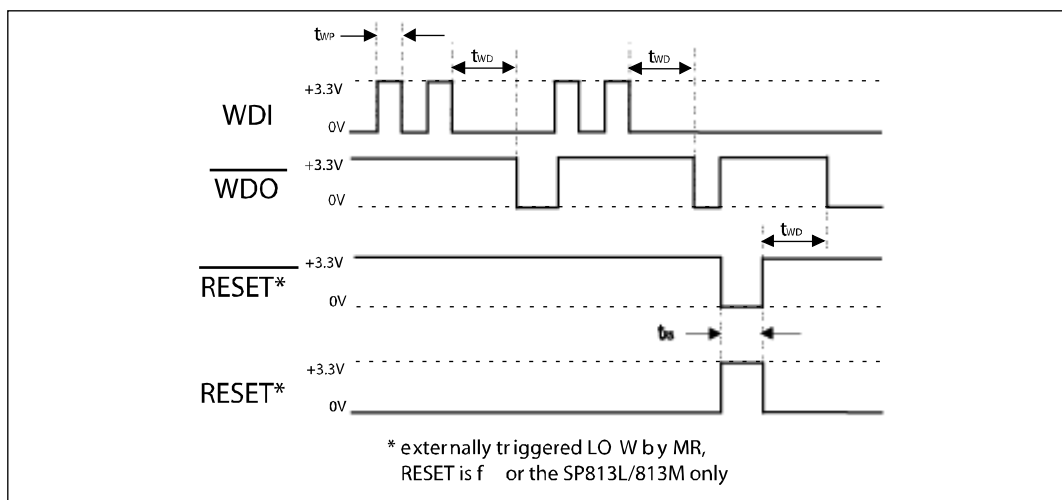 tWP
tWD
tWD
+3.3V
WDI
0V
+3.3V
WDO
0V
tWD
+3.3V
RESET*
0V
tRS
+3.3V
RESET*
0V
* externally triggered LO W by MR,
RESET is f or the SP813L/813M only